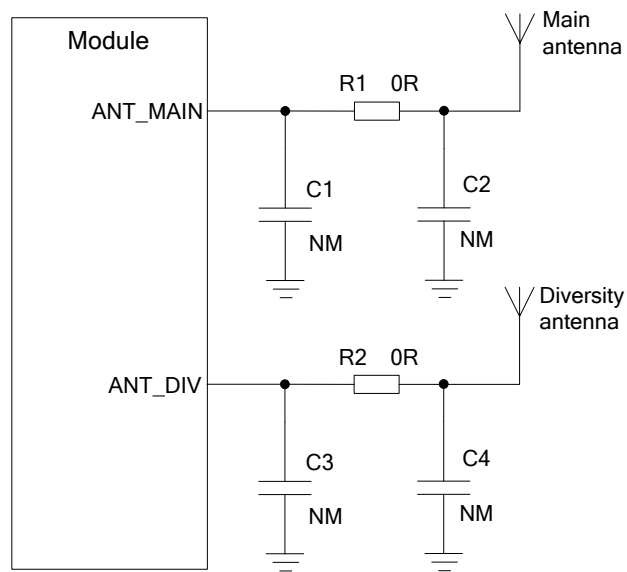 Module
Main
antenna
R1 0R
ANT_MAIN
C1
C2
NM
NM
Diversity
antenna
R2 0R
ANT_DIV
C3
C4
NM
NM